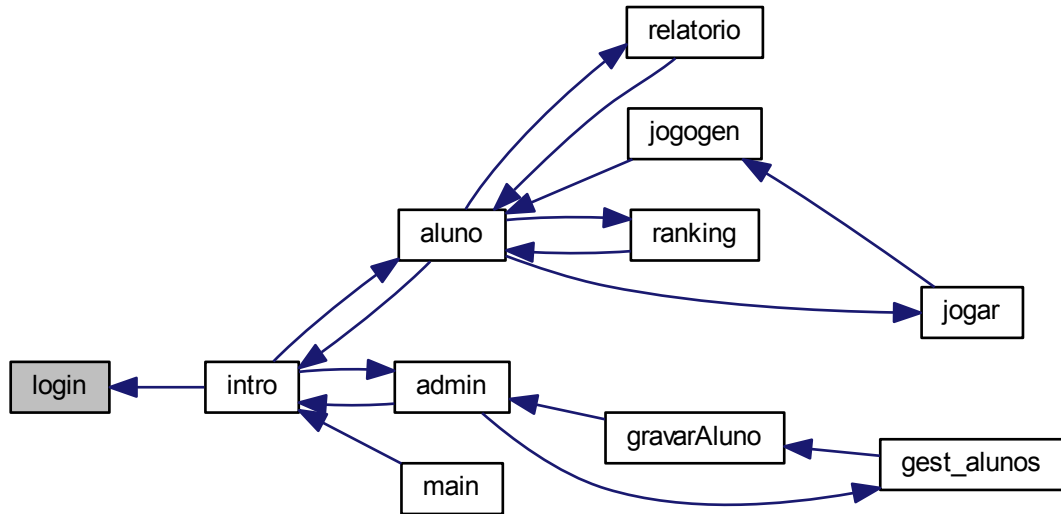 relatorio
jogogen
aluno
ranking
jogar
login
intro
admin
gravarAluno
gest_alunos
main